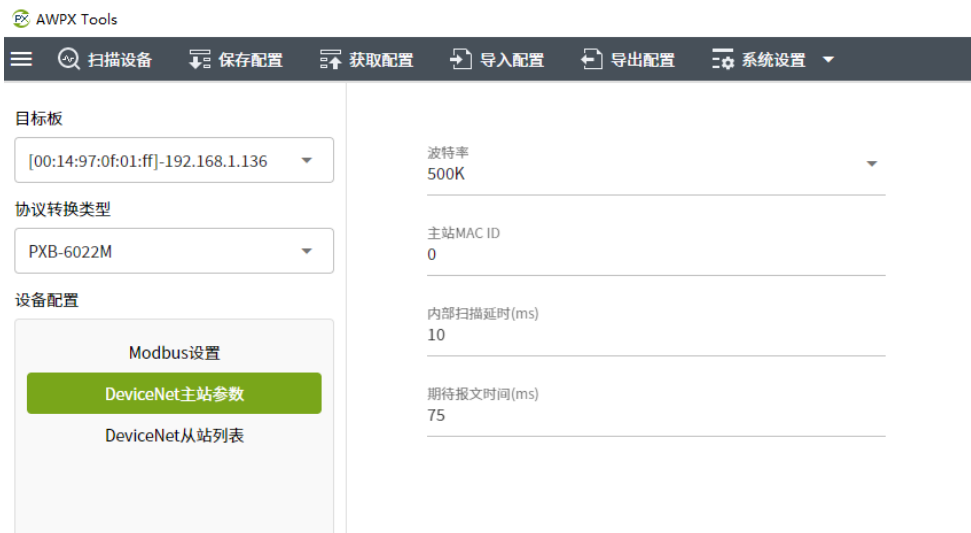 AWPX Tools
扫描设备 保存配置 获取配置 导入配置 导出配置 系统设置
目标板
[00:14:97:0f:01:ff]-192.168.1.136
协议转换类型
PXB-6022M
设备配置
Modbus设置
DeviceNet主站参数
DeviceNet从站列表
波特率
500K
主站MAC ID
0
内部扫描延时(ms)
10
期待报文时间(ms)
75